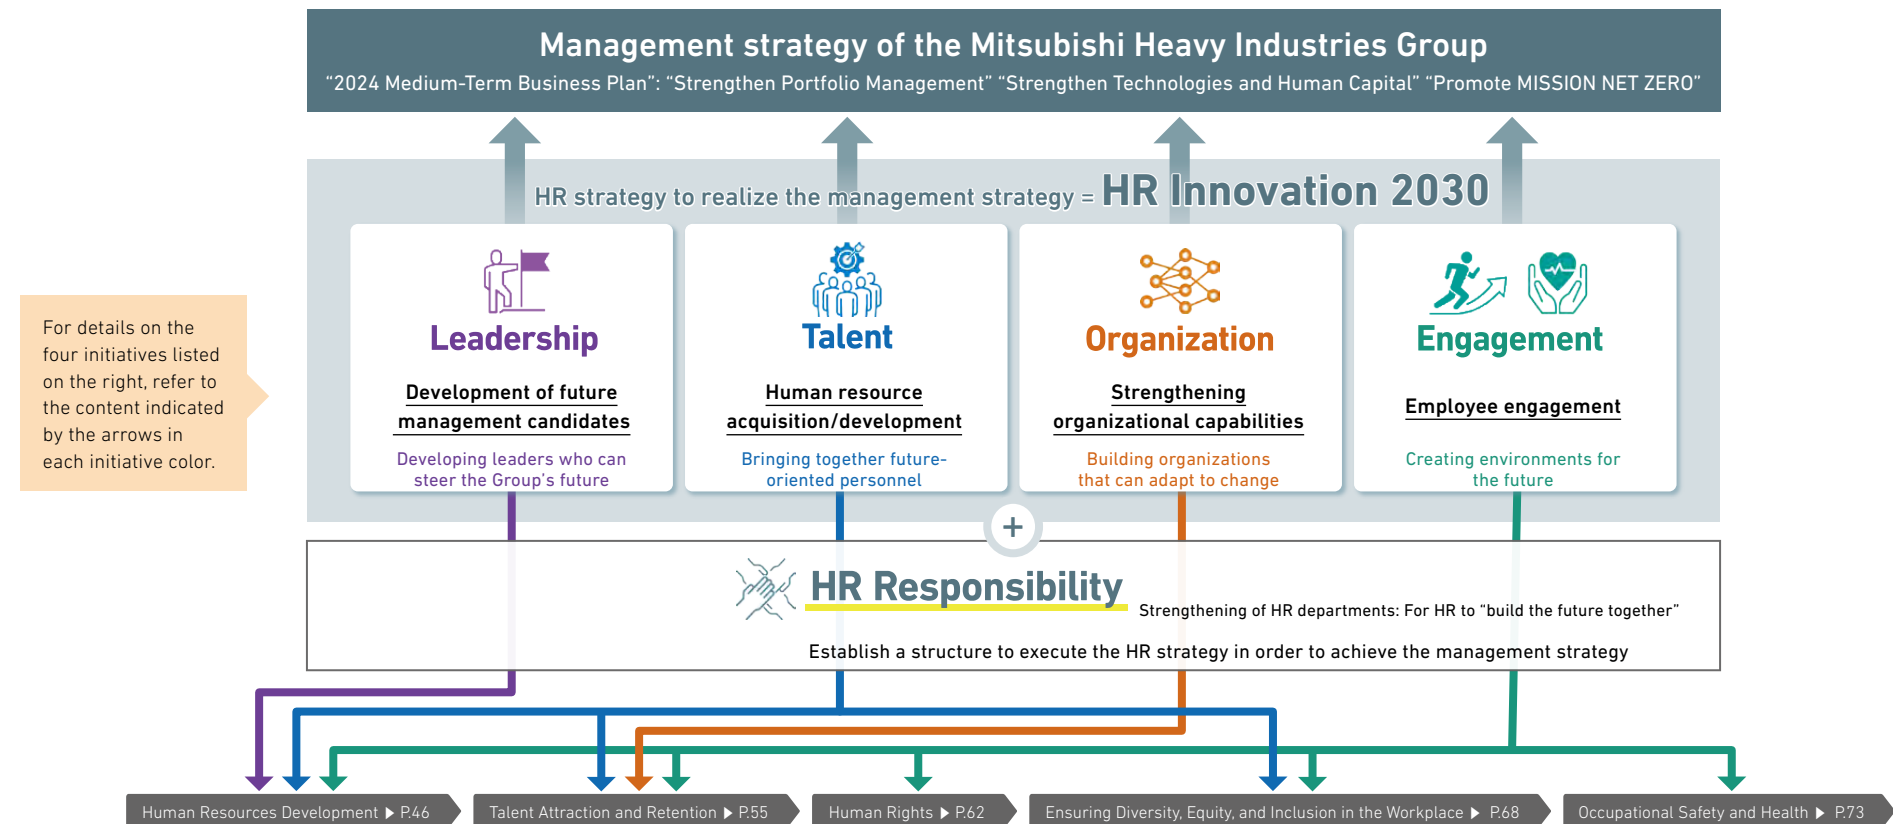 Management strategy of the Mitsubishi Heavy Industries Group
“2024 Medium-Term Business Plan”: “Strengthen Portfolio Management” “Strengthen Technologies and Human Capital” “Promote MISSION NET ZERO”
HR strategy to realize the management strategy = HR Innovation 2030
For details on the
four initiatives listed
on the right, refer to
the content indicated
by the arrows in
each initiative color.
Leadership
Development of future
management candidates
Developing leaders who can
steer the Group’s future
Talent
Human resource
acquisition/development
Bringing together future-
oriented personnel
Organization
Strengthening
organizational capabilities
Building organizations
that can adapt to change
Engagement
Employee engagement
Creating environments for
the future
+
HR Responsibility
Strengthening of HR departments: For HR to “build the future together”
Establish a structure to execute the HR strategy in order to achieve the management strategy
Human Resources Development ▶ P.46
Talent Attraction and Retention ▶ P.55
Human Rights ▶ P.62
Ensuring Diversity, Equity, and Inclusion in the Workplace ▶ P.68
Occupational Safety and Health ▶ P.73